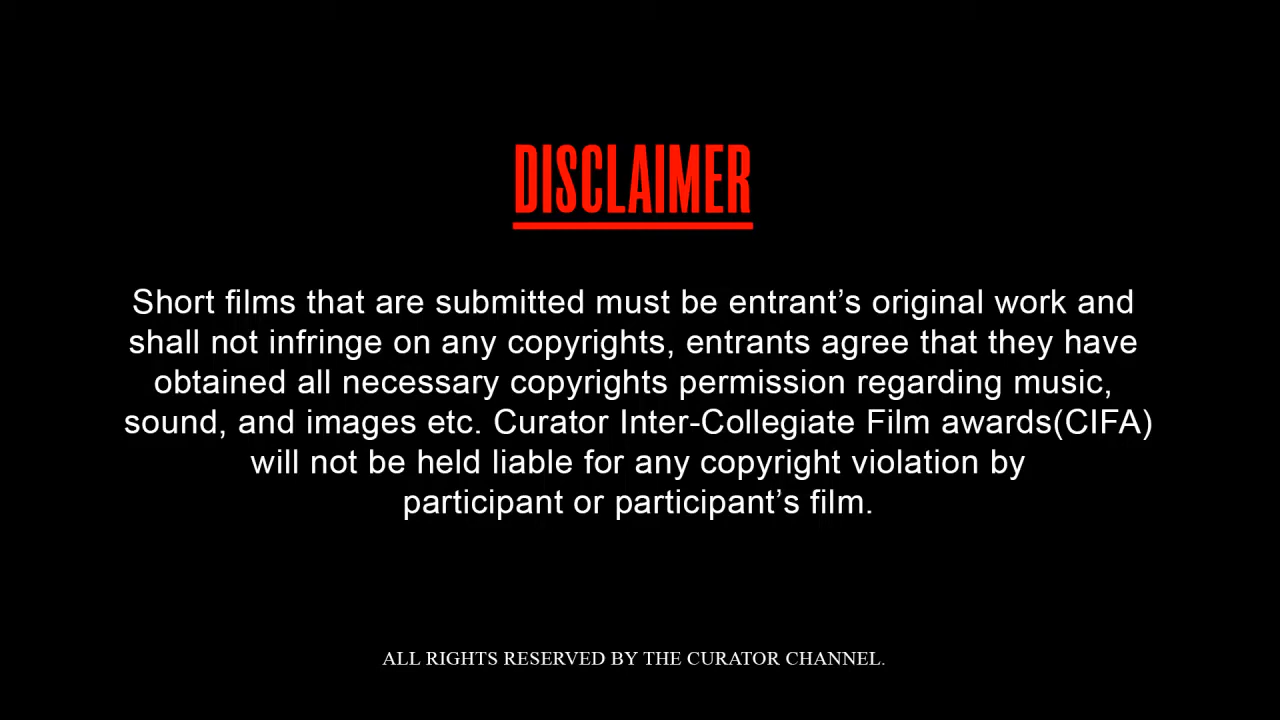 DISCLAIMER
Short films that are submitted must be entrant’s original work and
shall not infringe on any copyrights, entrants agree that they have
obtained all necessary copyrights permission regarding music,
sound, and images etc. Curator Inter-Collegiate Film awards(CIFA)
will not be held liable for any copyright violation by
participant or participant’s film.
ALL RIGHTS RESERVED BY THE CURATOR CHANNEL.